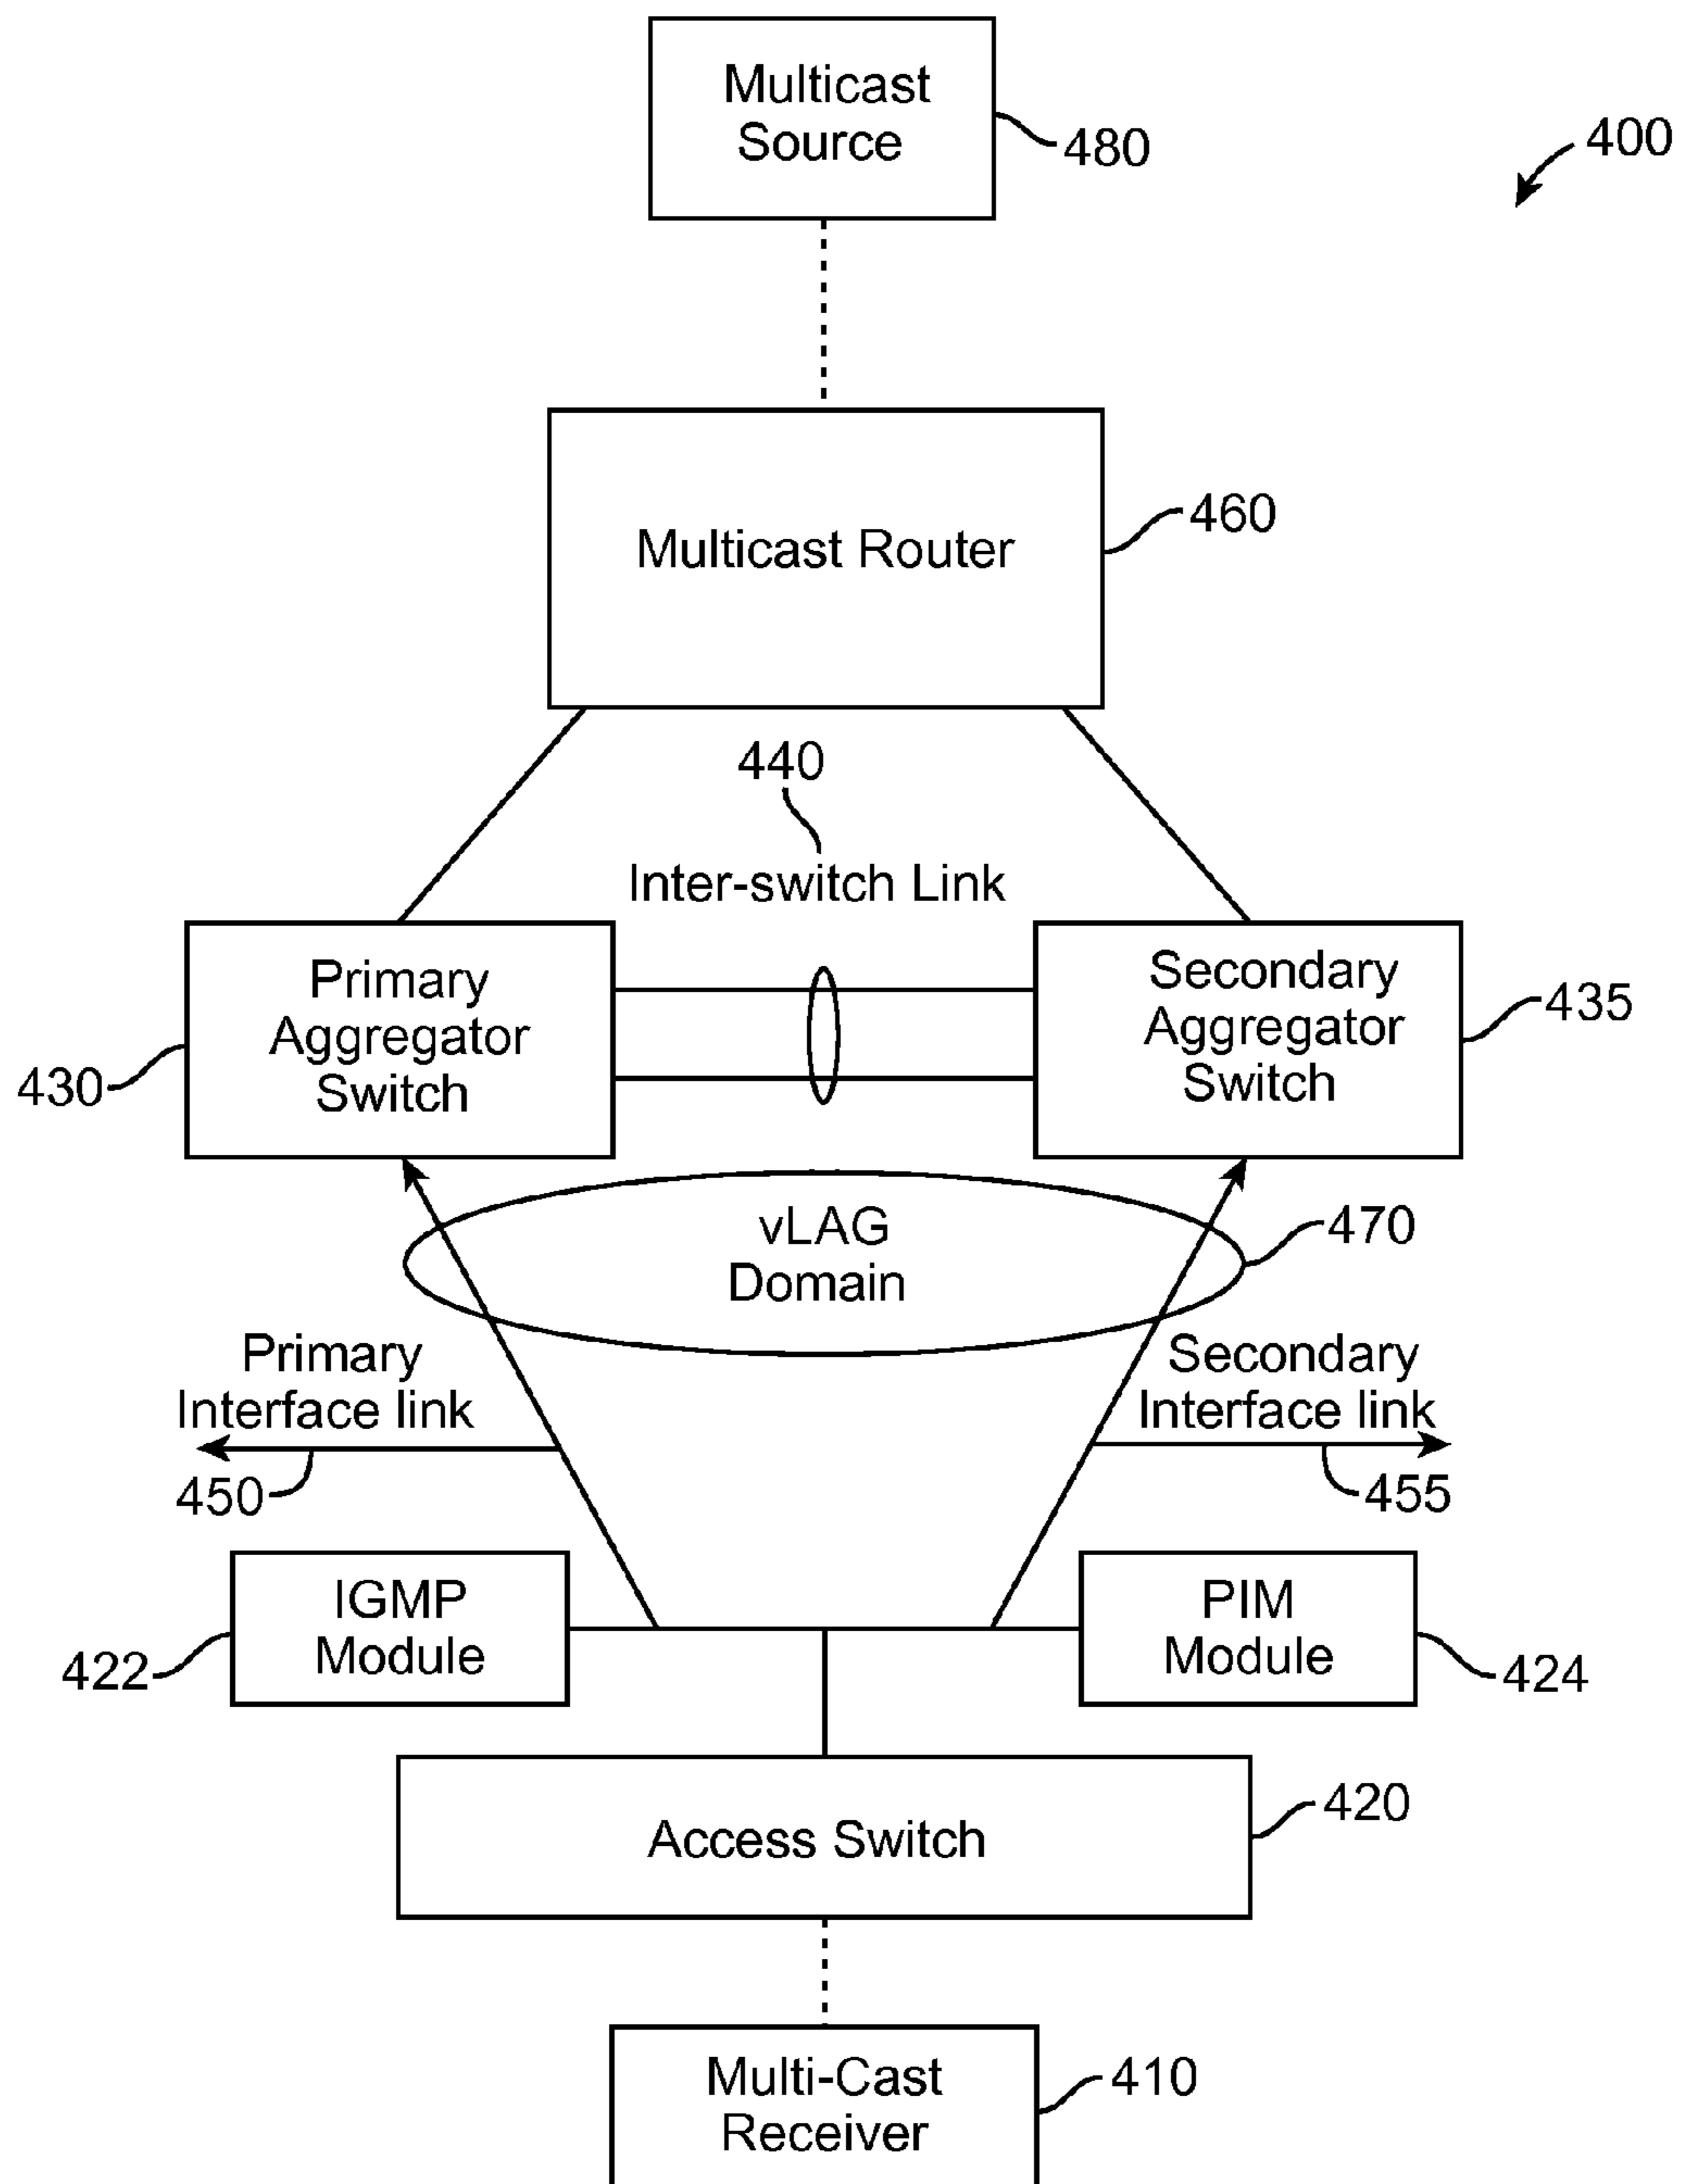 Multicast
Source
480
400
Multicast Router
460
440
Inter-switch Link
Primary
Aggregator
Switch
430
Secondary
Aggregator
Switch
435
vLAG
Domain
470
Primary
Interface link
450
Secondary
Interface link
455
IGMP
Module
422
PIM
Module
424
Access Switch
420
Multi-Cast
Receiver
410